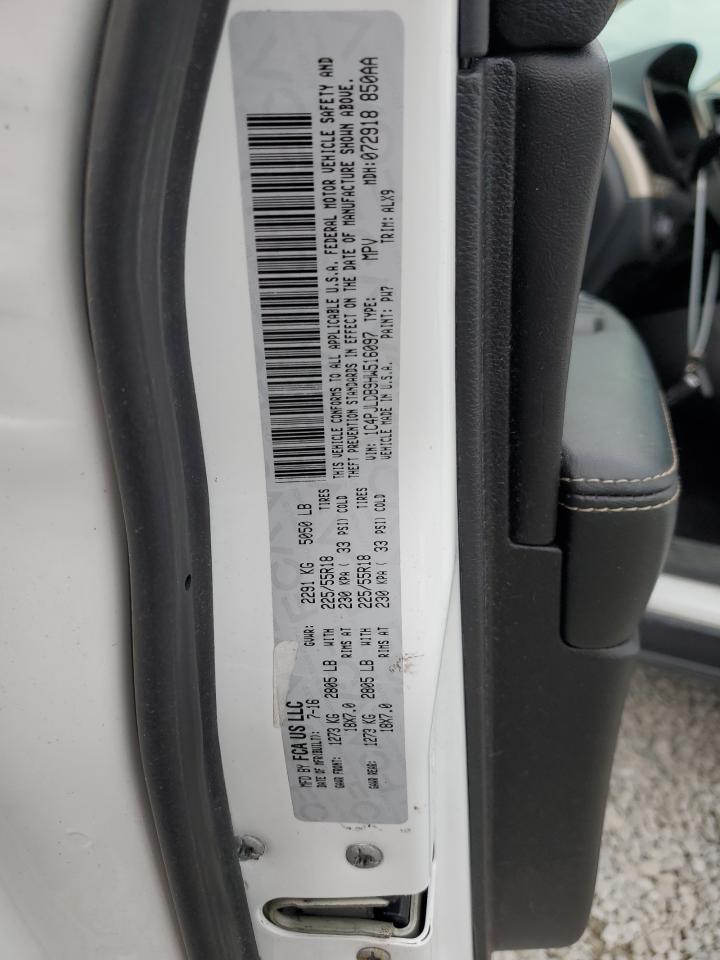 MFD BY FCA US LLC
DATE OF MFR(BUILT): 7-16 GVWR: 2291 KG 5050 LB
GAWR FRONT: 1273 KG 2805 LB WITH 225/55R18 TIRES
18X7.0 RIMS AT 230 KPA ( 33 PSI) COLD
GAWR REAR: 1273 KG 2805 LB WITH 225/55R18 TIRES
18X7.0 RIMS AT 230 KPA ( 33 PSI) COLD
THIS VEHICLE CONFORMS TO ALL APPLICABLE U.S.A. FEDERAL MOTOR VEHICLE SAFETY AND
THEFT PREVENTION STANDARDS IN EFFECT ON THE DATE OF MANUFACTURE SHOWN ABOVE.
VIN: 1C4PJLDB9HW516097 TYPE: MPV MDH:072918 850AA
VEHICLE MADE IN U.S.A. PAINT: PW7 TRIM: ALX9